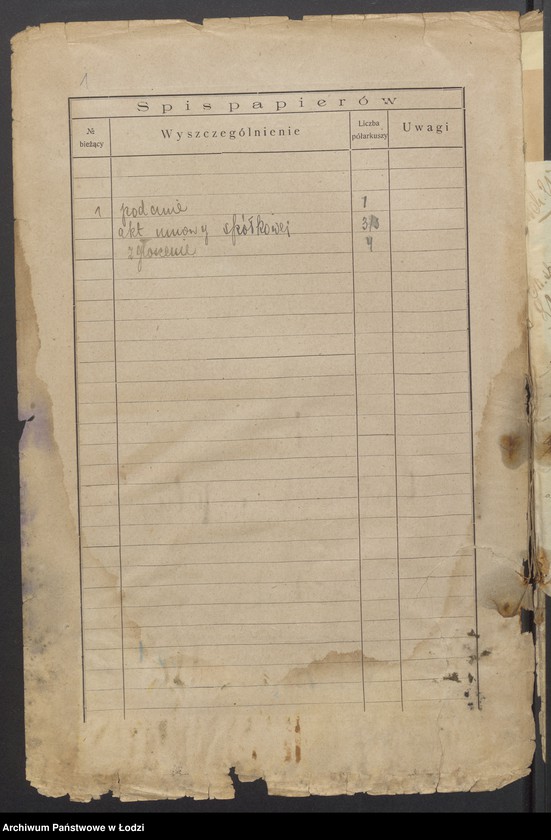 1
Spis papierów
№ bieżący Wyszczególnienie Liczba półarkuszy Uwagi
1 podanie 1
akt umowy spółkowej 3/3
zgłoszenie 4
Archiwum Państwowe w Łodzi